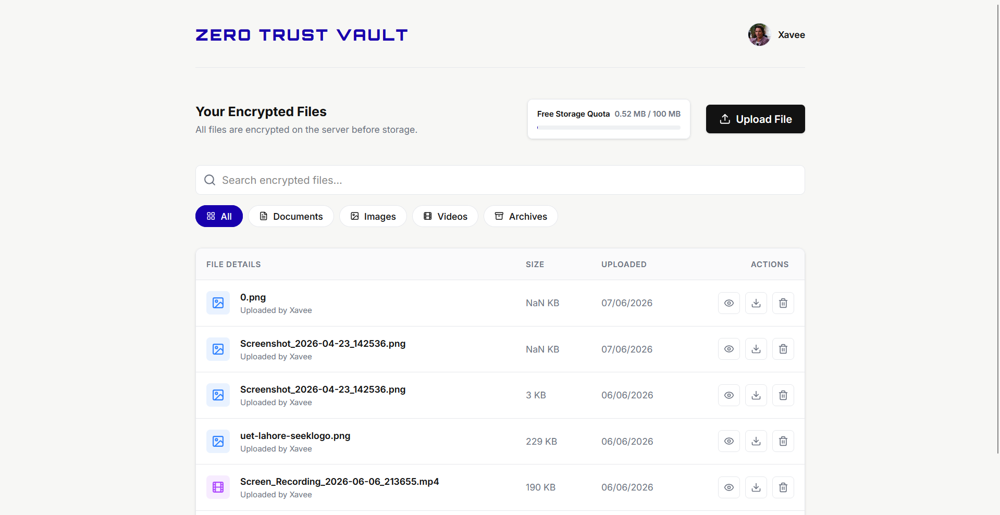 ZERO TRUST VAULT
Xavee
Your Encrypted Files
All files are encrypted on the server before storage.
Free Storage Quota 0.52 MB / 100 MB
Upload File
Search encrypted files...
All Documents Images Videos Archives
FILE DETAILS SIZE UPLOADED ACTIONS
0.png
Uploaded by Xavee
NaN KB 07/06/2026
Screenshot_2026-04-23_142536.png
Uploaded by Xavee
NaN KB 07/06/2026
Screenshot_2026-04-23_142536.png
Uploaded by Xavee
3 KB 06/06/2026
uet-lahore-seeklogo.png
Uploaded by Xavee
229 KB 06/06/2026
Screen_Recording_2026-06-06_213655.mp4
Uploaded by Xavee
190 KB 06/06/2026